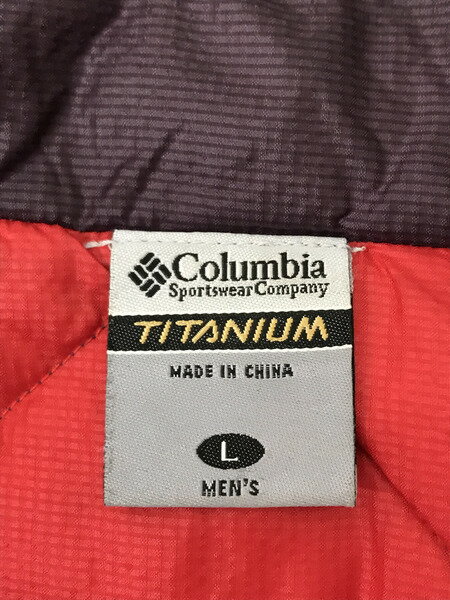 Columbia
Sportswear Company
TITANIUM
MADE IN CHINA
L
MEN'S